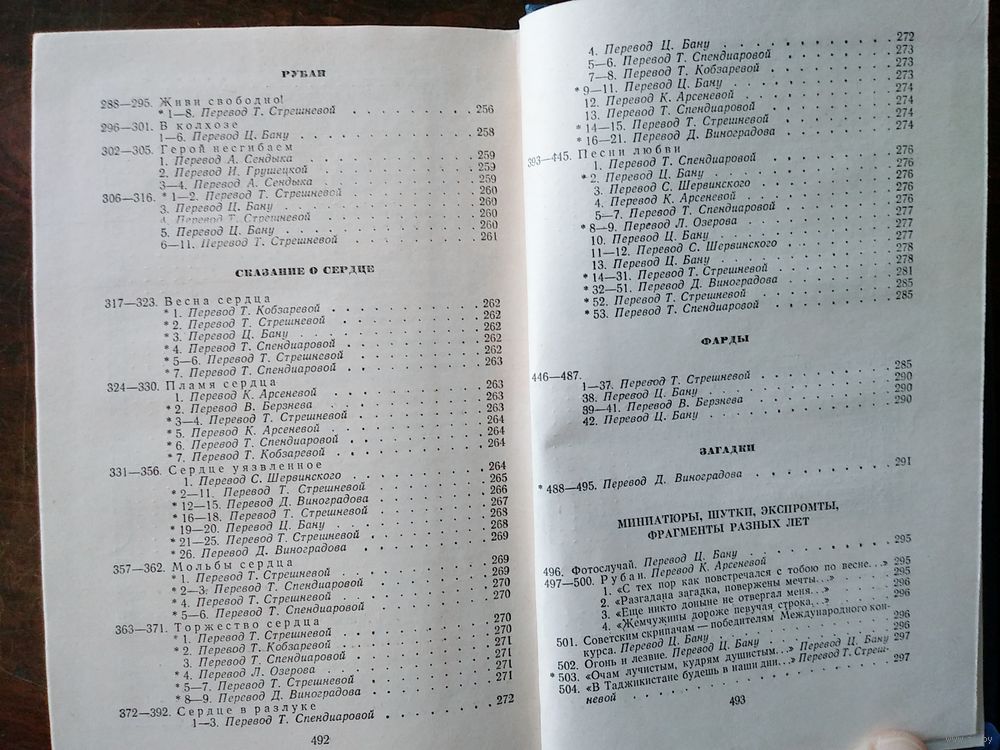 РУБАИ
288—295. Живи свободно!
* 1—8. Перевод Т. Стрешневой . . . . . . . . . 256
296—301. В колхозе
1—6. Перевод Ц. Бану . . . . . . . . . . . 258
302—305. Герой несгибаем
1. Перевод А. Сендыка . . . . . . . . . . 259
2. Перевод И. Грушецкой . . . . . . . . . 259
3—4. Перевод А. Сендыка . . . . . . . . . 259
306—316. * 1—2. Перевод Т. Стрешневой . . . . . . . . 260
3. Перевод Ц. Бану . . . . . . . . . . . 260
4. Перевод Т. Стрешневой . . . . . . . . . 260
5. Перевод Ц. Бану . . . . . . . . . . . 260
6—11. Перевод Т. Стрешневой . . . . . . . . 261
СКАЗАНИЕ О СЕРДЦЕ
317—323. Весна сердца
* 1. Перевод Т. Кобзаревой . . . . . . . . . 262
* 2. Перевод Т. Стрешневой . . . . . . . . . 262
* 3. Перевод Ц. Бану . . . . . . . . . . . 262
* 4. Перевод Т. Спендиаровой . . . . . . . . 262
* 5—6. Перевод Т. Стрешневой . . . . . . . . 262
* 7. Перевод Т. Спендиаровой . . . . . . . . 263
324—330. Пламя сердца
1. Перевод К. Арсеневой . . . . . . . . . 263
* 2. Перевод В. Берзнева . . . . . . . . . . 263
* 3—4. Перевод Т. Стрешневой . . . . . . . . 263
* 5. Перевод К. Арсеневой . . . . . . . . . 264
* 6. Перевод Т. Спендиаровой . . . . . . . . 264
* 7. Перевод Т. Кобзаревой . . . . . . . . . 264
331—356. Сердце уязвленное
1. Перевод С. Шервинского . . . . . . . . 264
* 2—11. Перевод Т. Стрешневой . . . . . . . . 265
* 12—15. Перевод Д. Виноградова . . . . . . . 266
* 16—18. Перевод Т. Стрешневой . . . . . . . 267
* 19—20. Перевод Ц. Бану . . . . . . . . . . 268
* 21—25. Перевод Т. Стрешневой . . . . . . . 268
* 26. Перевод Д. Виноградова . . . . . . . . 269
357—362. Мольбы сердца
* 1. Перевод Т. Стрешневой . . . . . . . . . 269
* 2—3: Перевод Т. Спендиаровой . . . . . . . 269
* 4. Перевод Т. Стрешневой . . . . . . . . . 270
* 5—6. Перевод Т. Спендиаровой . . . . . . . 270
363—371. Торжество сердца
* 1. Перевод Т. Стрешневой . . . . . . . . . 270
* 2. Перевод Т. Кобзаревой . . . . . . . . . 270
3. Перевод Т. Спендиаровой . . . . . . . . 271
* 4. Перевод Л. Озерова . . . . . . . . . . 271
* 5—7. Перевод Т. Стрешневой . . . . . . . . 271
* 8—9. Перевод Д. Виноградова . . . . . . . . 271
372—392. Сердце в разлуке
1—3. Перевод Т. Спендиаровой . . . . . . . . 272
492
4. Перевод Ц. Бану . . . . . . . . . . . 272
5—6. Перевод Т. Спендиаровой . . . . . . . . 273
7—8. Перевод Т. Кобзаревой . . . . . . . . 273
* 9—11. Перевод Ц. Бану . . . . . . . . . . 273
12. Перевод К. Арсеневой . . . . . . . . . 274
13. Перевод Т. Спендиаровой . . . . . . . . 274
* 14—15. Перевод Т. Стрешневой . . . . . . . 274
* 16—21. Перевод Д. Виноградова . . . . . . . 274
393—445. Песни любви
1. Перевод Т. Спендиаровой . . . . . . . . 276
* 2. Перевод Ц. Бану . . . . . . . . . . . 276
3. Перевод С. Шервинского . . . . . . . . 276
4. Перевод К. Арсеневой . . . . . . . . . 276
5—7. Перевод Т. Спендиаровой . . . . . . . . 276
* 8—9. Перевод Л. Озерова . . . . . . . . . 277
10. Перевод Ц. Бану . . . . . . . . . . . 277
11—12. Перевод С. Шервинского . . . . . . . 277
13. Перевод Ц. Бану . . . . . . . . . . . 278
* 14—31. Перевод Т. Стрешневой . . . . . . . 278
* 32—51. Перевод Д. Виноградова . . . . . . . 281
* 52. Перевод Т. Стрешневой . . . . . . . . . 285
* 53. Перевод Т. Спендиаровой . . . . . . . . 285
ФАРДЫ
446—487.
1—37. Перевод Т. Стрешневой . . . . . . . . 285
38. Перевод Ц. Бану . . . . . . . . . . . 290
39—41. Перевод В. Берзнева . . . . . . . . 290
42. Перевод Ц. Бану . . . . . . . . . . . 290
ЗАГАДКИ
* 488—495. Перевод Д. Виноградова . . . . . . . . 291
МИНИАТЮРЫ, ШУТКИ, ЭКСПРОМТЫ,
ФРАГМЕНТЫ РАЗНЫХ ЛЕТ
496. Фотослучай. Перевод Ц. Бану . . . . . . . . 295
497—500. Рубаи. Перевод К. Арсеневой
1. «С тех пор как повстречался с тобою по весне...» 295
2. «Разгадана загадка, повержены мечты...» . . . 295
3. «Еще никто доныне не отвергал меня...» . . . 296
4. «Жемчужины дороже певучая строка...» . . . 296
501. Советским скрипачам — победителям Международного кон-
курса. Перевод Ц. Бану . . . . . . . . . . 296
502. Огонь и лезвие. Перевод Ц. Бану . . . . . . . 296
* 503. «Очам лучистым, кудрям душистым...» Перевод Ц. Бану 297
504. «В Таджикистане будешь в наши дни...» Перевод Т. Стреш-
невой . . . . . . . . . . . . . . . . 297
493